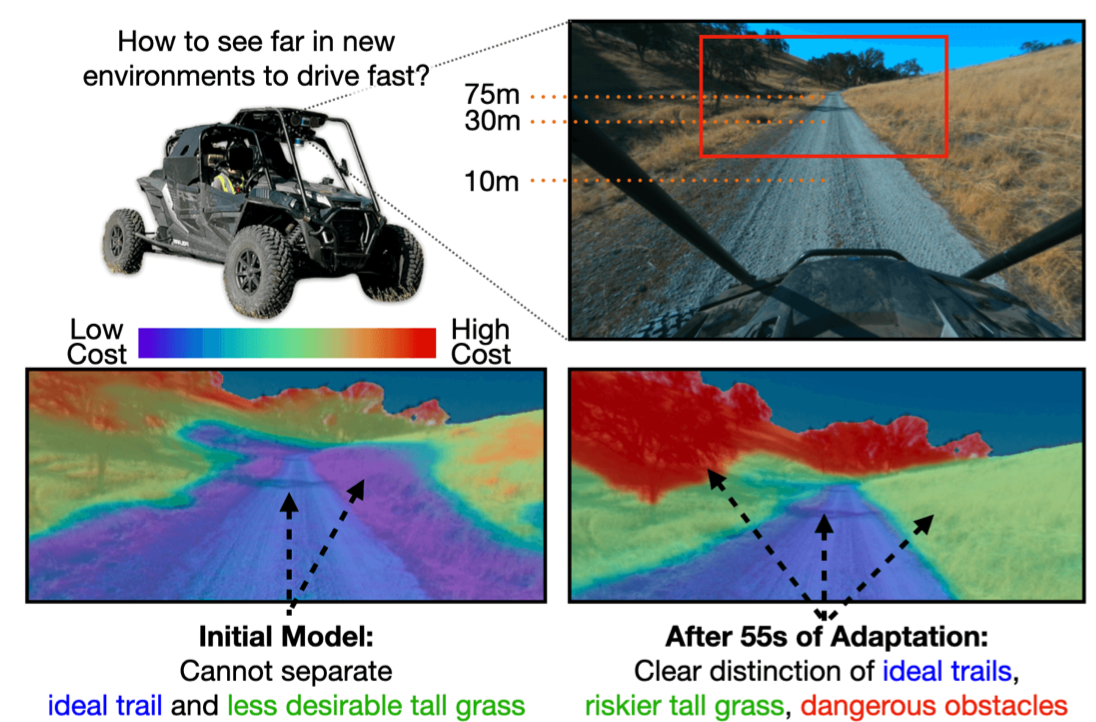 How to see far in new
environments to drive fast?
75m
30m
10m
Low
Cost
High
Cost
Initial Model:
Cannot separate
ideal trail and less desirable tall grass
After 55s of Adaptation:
Clear distinction of ideal trails,
riskier tall grass, dangerous obstacles